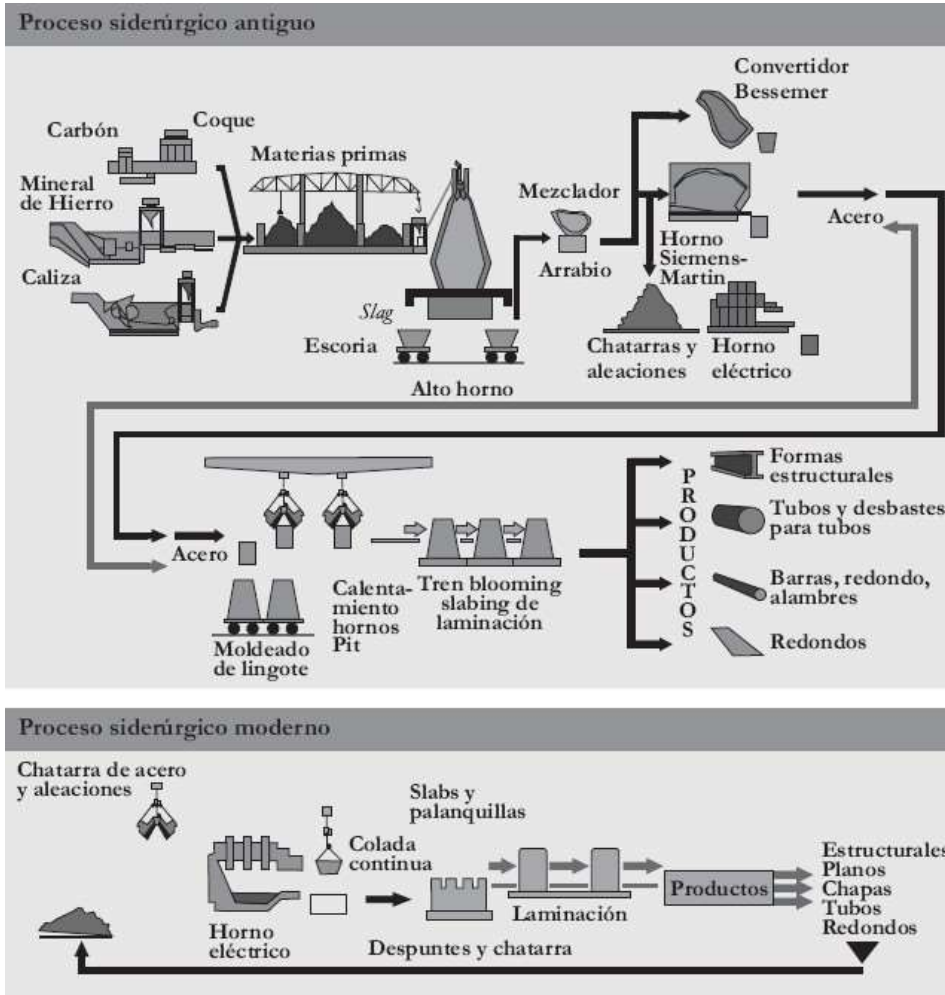 Proceso siderúrgico antiguo
Convertidor
Bessemer
Coque
Carbón
Materias primas
Mineral
de Hierro
Mezclador
Acero
Arrabio
Horno
Siemens-
Martin
Caliza
Slag
Escoria
Chatarras y
aleaciones
Horno
eléctrico
Alto horno
Formas
estructurales
PRODUCTOS
Tubos y desbastes
para tubos
Acero
Barras, redondo,
alambres
Calenta-
miento
hornos
Pit
Tren blooming
slabing de
laminación
Redondos
Moldeado
de lingote
Proceso siderúrgico moderno
Chatarra de acero
y aleaciones
Slabs y
palanquillas
Colada
continua
Estructurales
Planos
Chapas
Tubos
Redondos
Productos
Laminación
Horno
eléctrico
Despuntes y chatarra